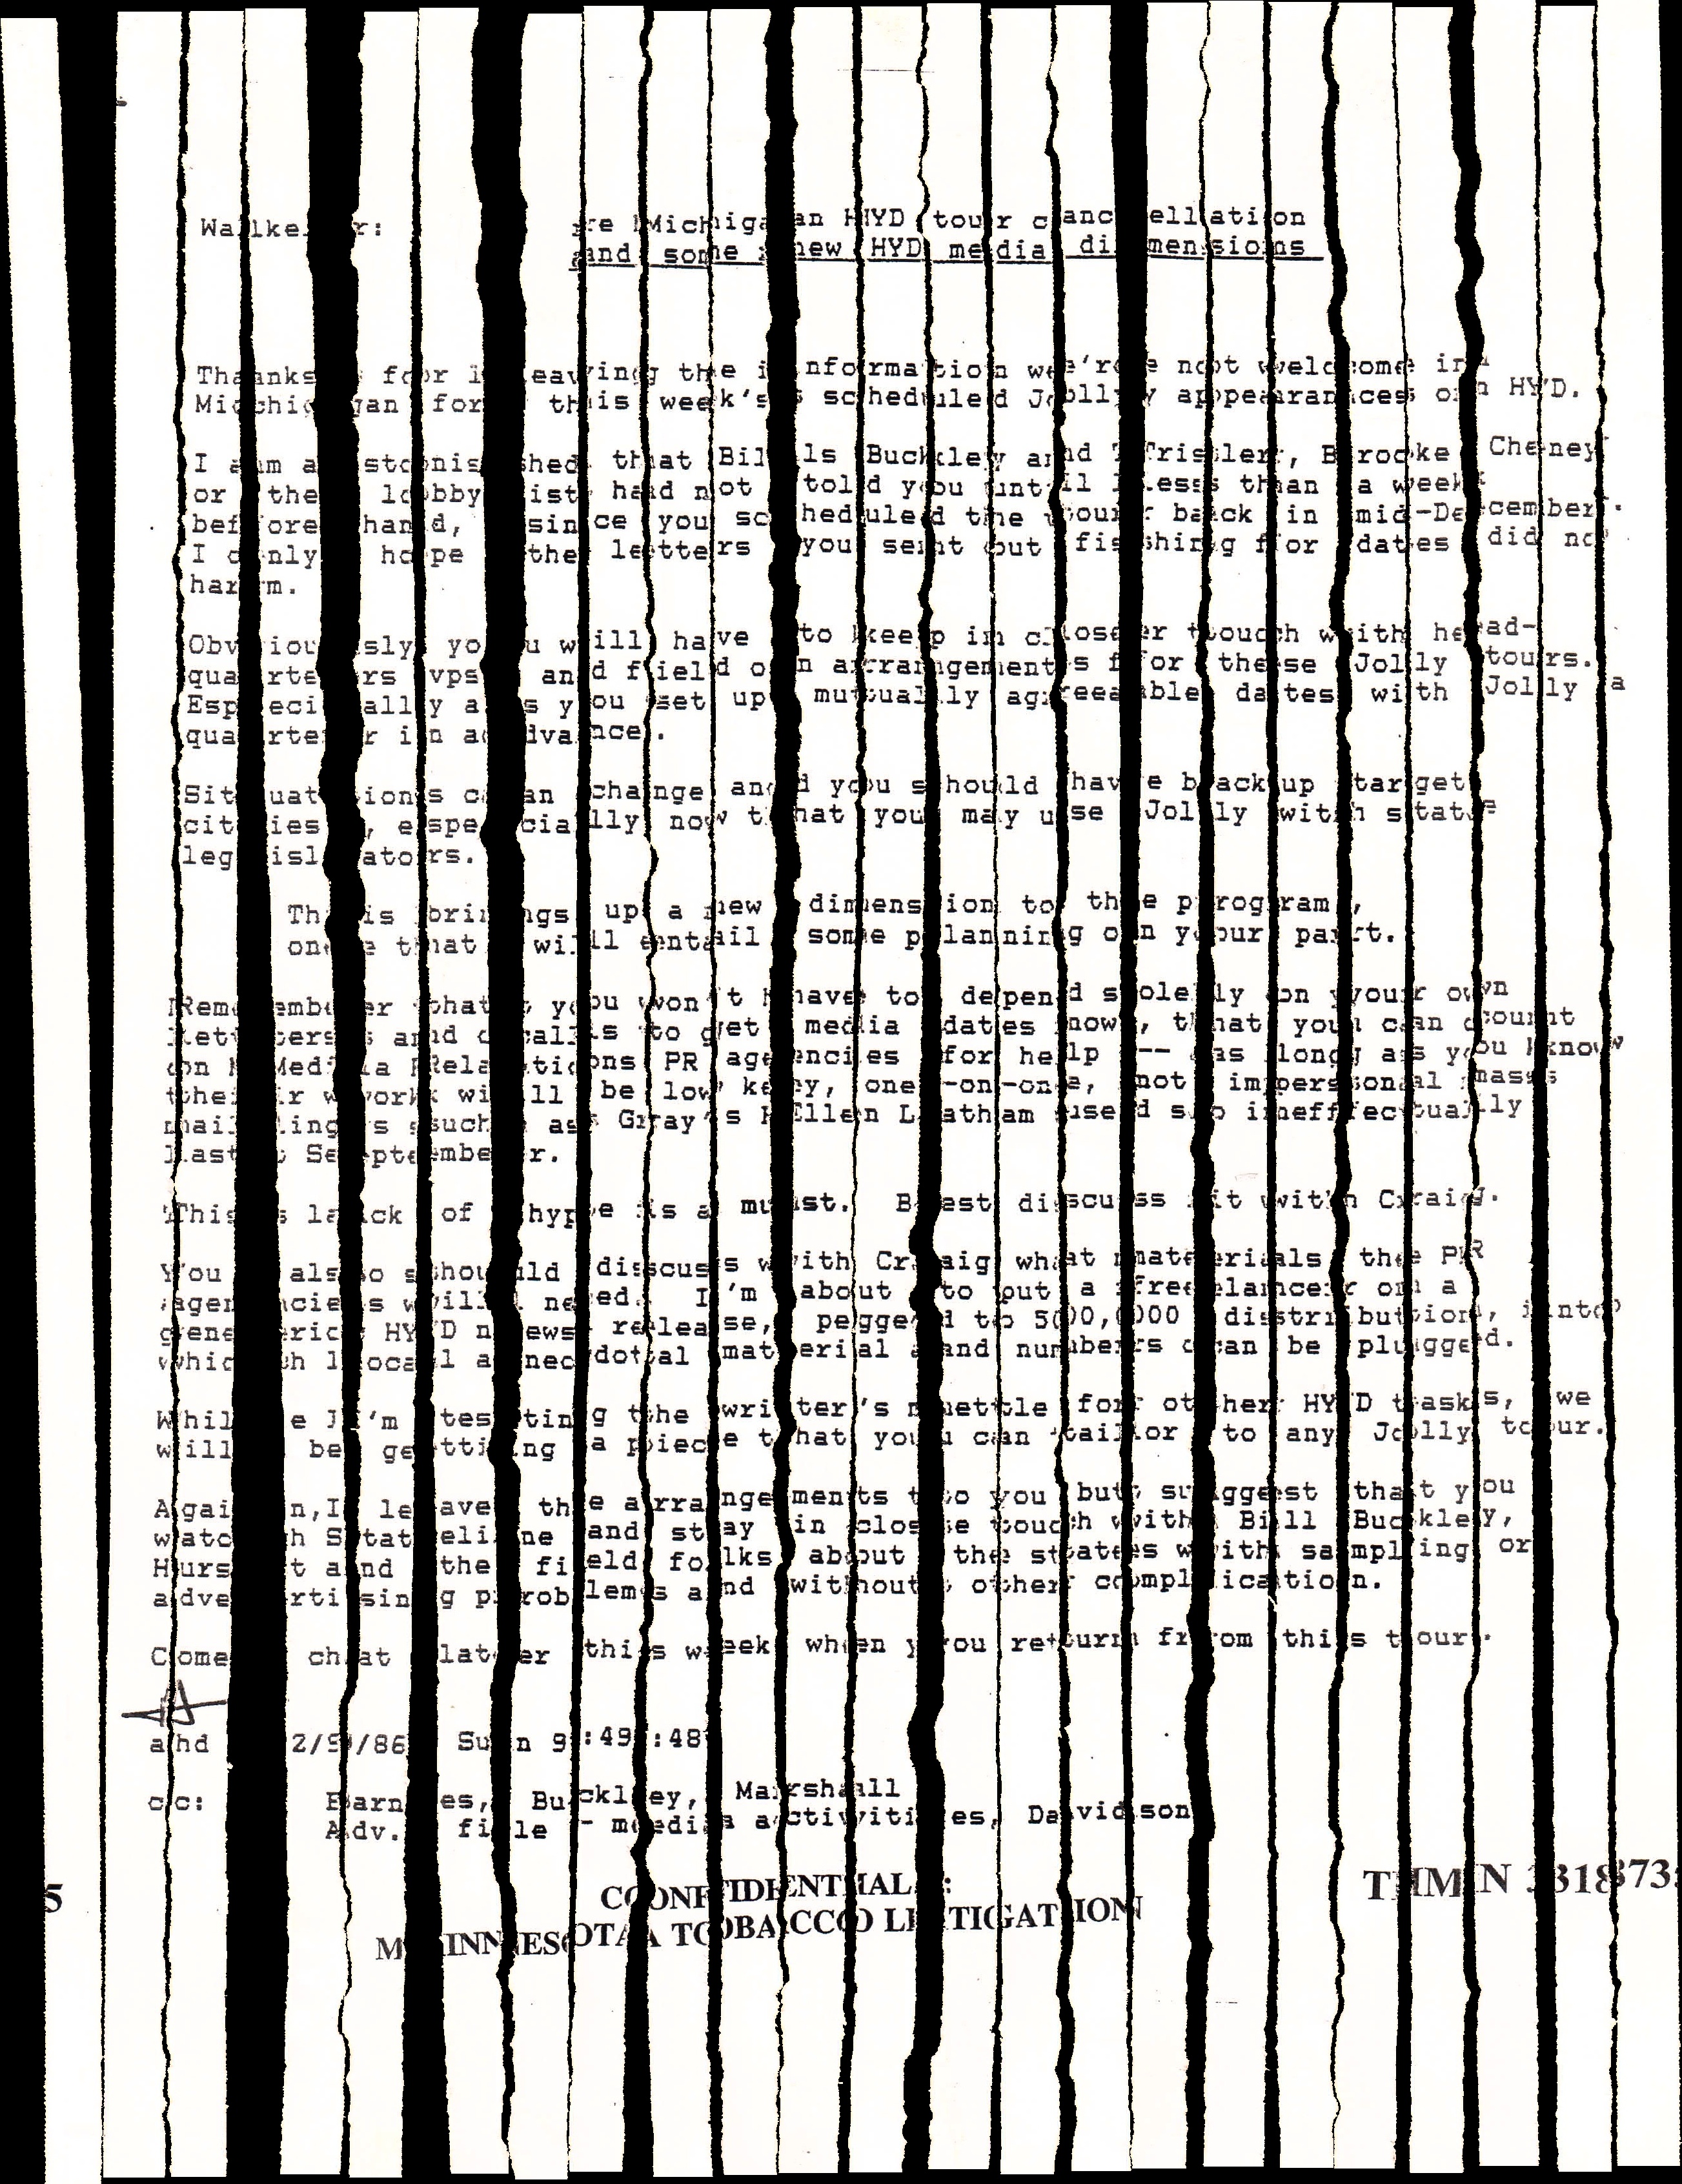 Walker: re Michigan HYD tour cancellation
and some new HYD media dimensions
Thanks for leaving the information we're not welcome in
Michigan for this week's scheduled Jolly appearances on HYD.
I am astonished that Bills Buckley and Trisler, Brooke Cheney
or the lobbyist had not told you until less than a week
beforehand, since you scheduled the tour back in mid-December.
I only hope the letters you sent out fishing for dates did no
harm.
Obviously you will have to keep in closer touch with head-
quarters vps and field on arrangements for these Jolly tours.
Especially as you set up mutually agreeable dates with Jolly a
quarter in advance.
Situations can change and you should have backup target
cities, especially now that you may use Jolly with state
legislators.
This brings up a new dimension to the program,
one that will entail some planning on your part.
Remember that you won't have to depend solely on your own
letters and calls to get media dates now, that you can count
on Media Relations PR agencies for help -- as long as you know
their work will be low key, one-on-one, not impersonal mass
mailings such as Gray's Ellen Latham used so ineffectually
last September.
This lack of hype is a must. Best discuss it with Craig.
You also should discuss with Craig what materials the PR
agencies will need. I'm about to put a freelancer on a
generic HYD news release, pegged to 500,000 distribution, into
which local anecdotal material and numbers can be plugged.
While I'm testing the writer's mettle for other HYD tasks, we
will be getting a piece that you can tailor to any Jolly tour.
Again,I leave the arrangements to you but suggest that you
watch Stateline and stay in close touch with Bill Buckley,
Hurst and the field folks about the states with sampling or
advertising problems and without other complication.
Come chat later this week when you return from this tour.
ahd 2/9/86 Sun 9:49:48
cc: Barnes, Buckley, Marshall
Adv. file - media activities, Davidson
CONFIDENTIAL:
MINNESOTA TOBACCO LITIGATION